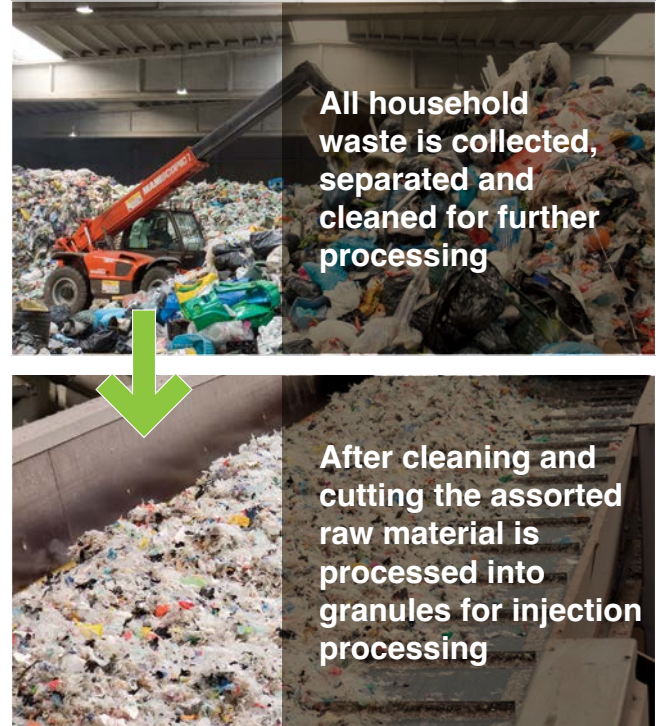 All household
waste is collected,
separated and
cleaned for further
processing
MANISCOPIC
After cleaning and
cutting the assorted
raw material is
processed into
granules for injection
processing